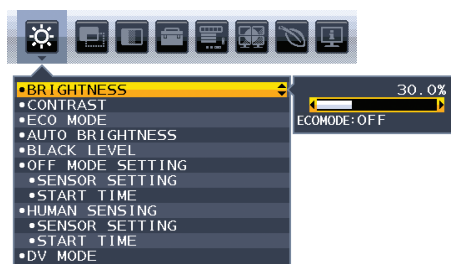 •BRIGHTNESS
30.0%
•CONTRAST
•ECO MODE
ECOMODE:OFF
•AUTO BRIGHTNESS
•BLACK LEVEL
•OFF MODE SETTING
•SENSOR SETTING
•START TIME
•HUMAN SENSING
•SENSOR SETTING
•START TIME
•DV MODE